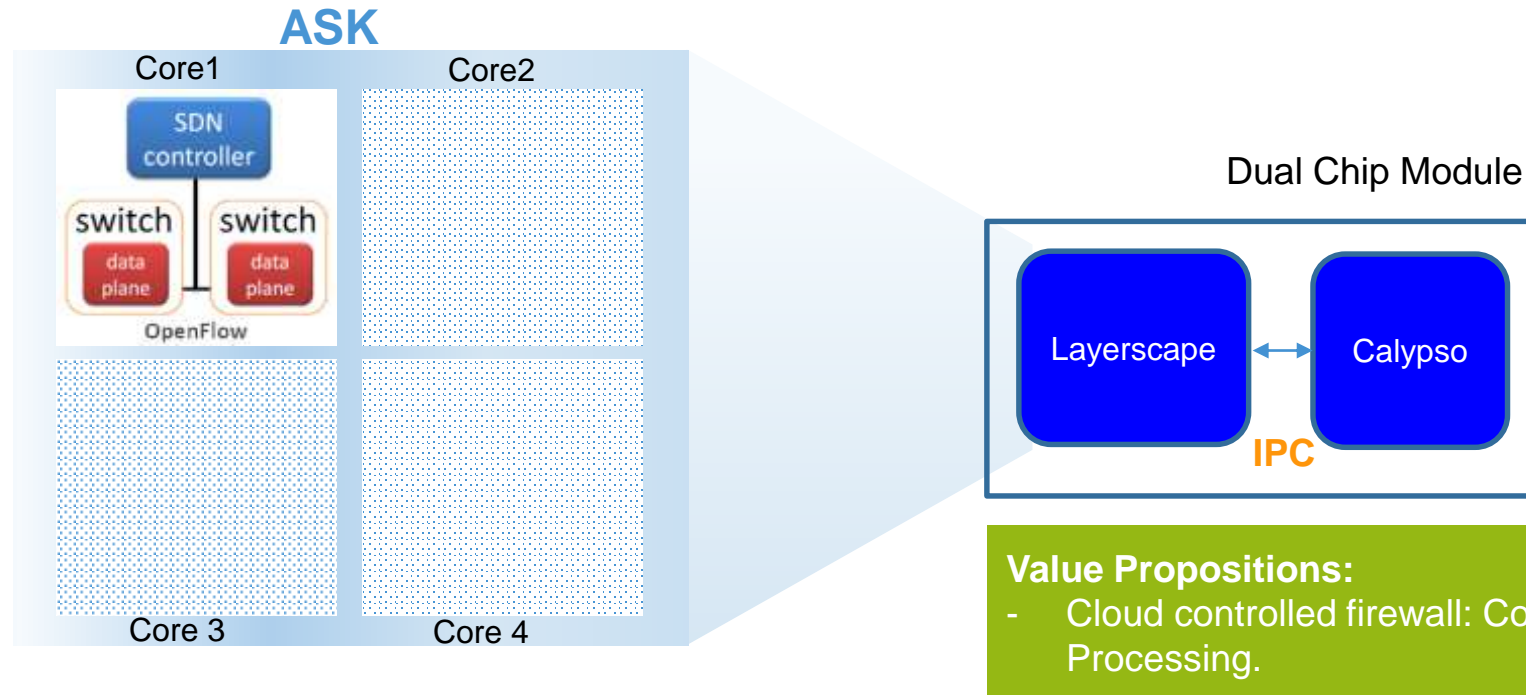 ASK
Core1
Core2
SDN
controller
switch
switch
data
plane
data
plane
OpenFlow
Core 3
Core 4
Dual Chip Module
Layerscape
Calypso
IPC
Value Propositions:
- Cloud controlled firewall: Co
Processing.